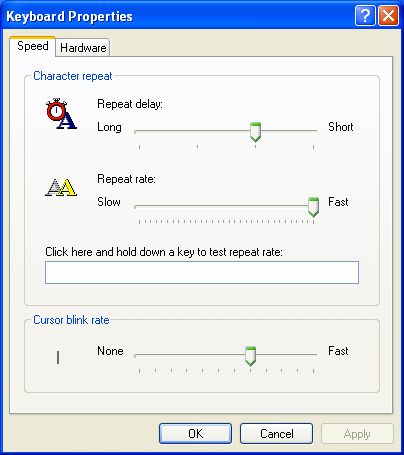 Keyboard Properties
Speed Hardware
Character repeat
Repeat delay:
Long Short
Repeat rate:
Slow Fast
Click here and hold down a key to test repeat rate:
Cursor blink rate
None Fast
OK Cancel Apply